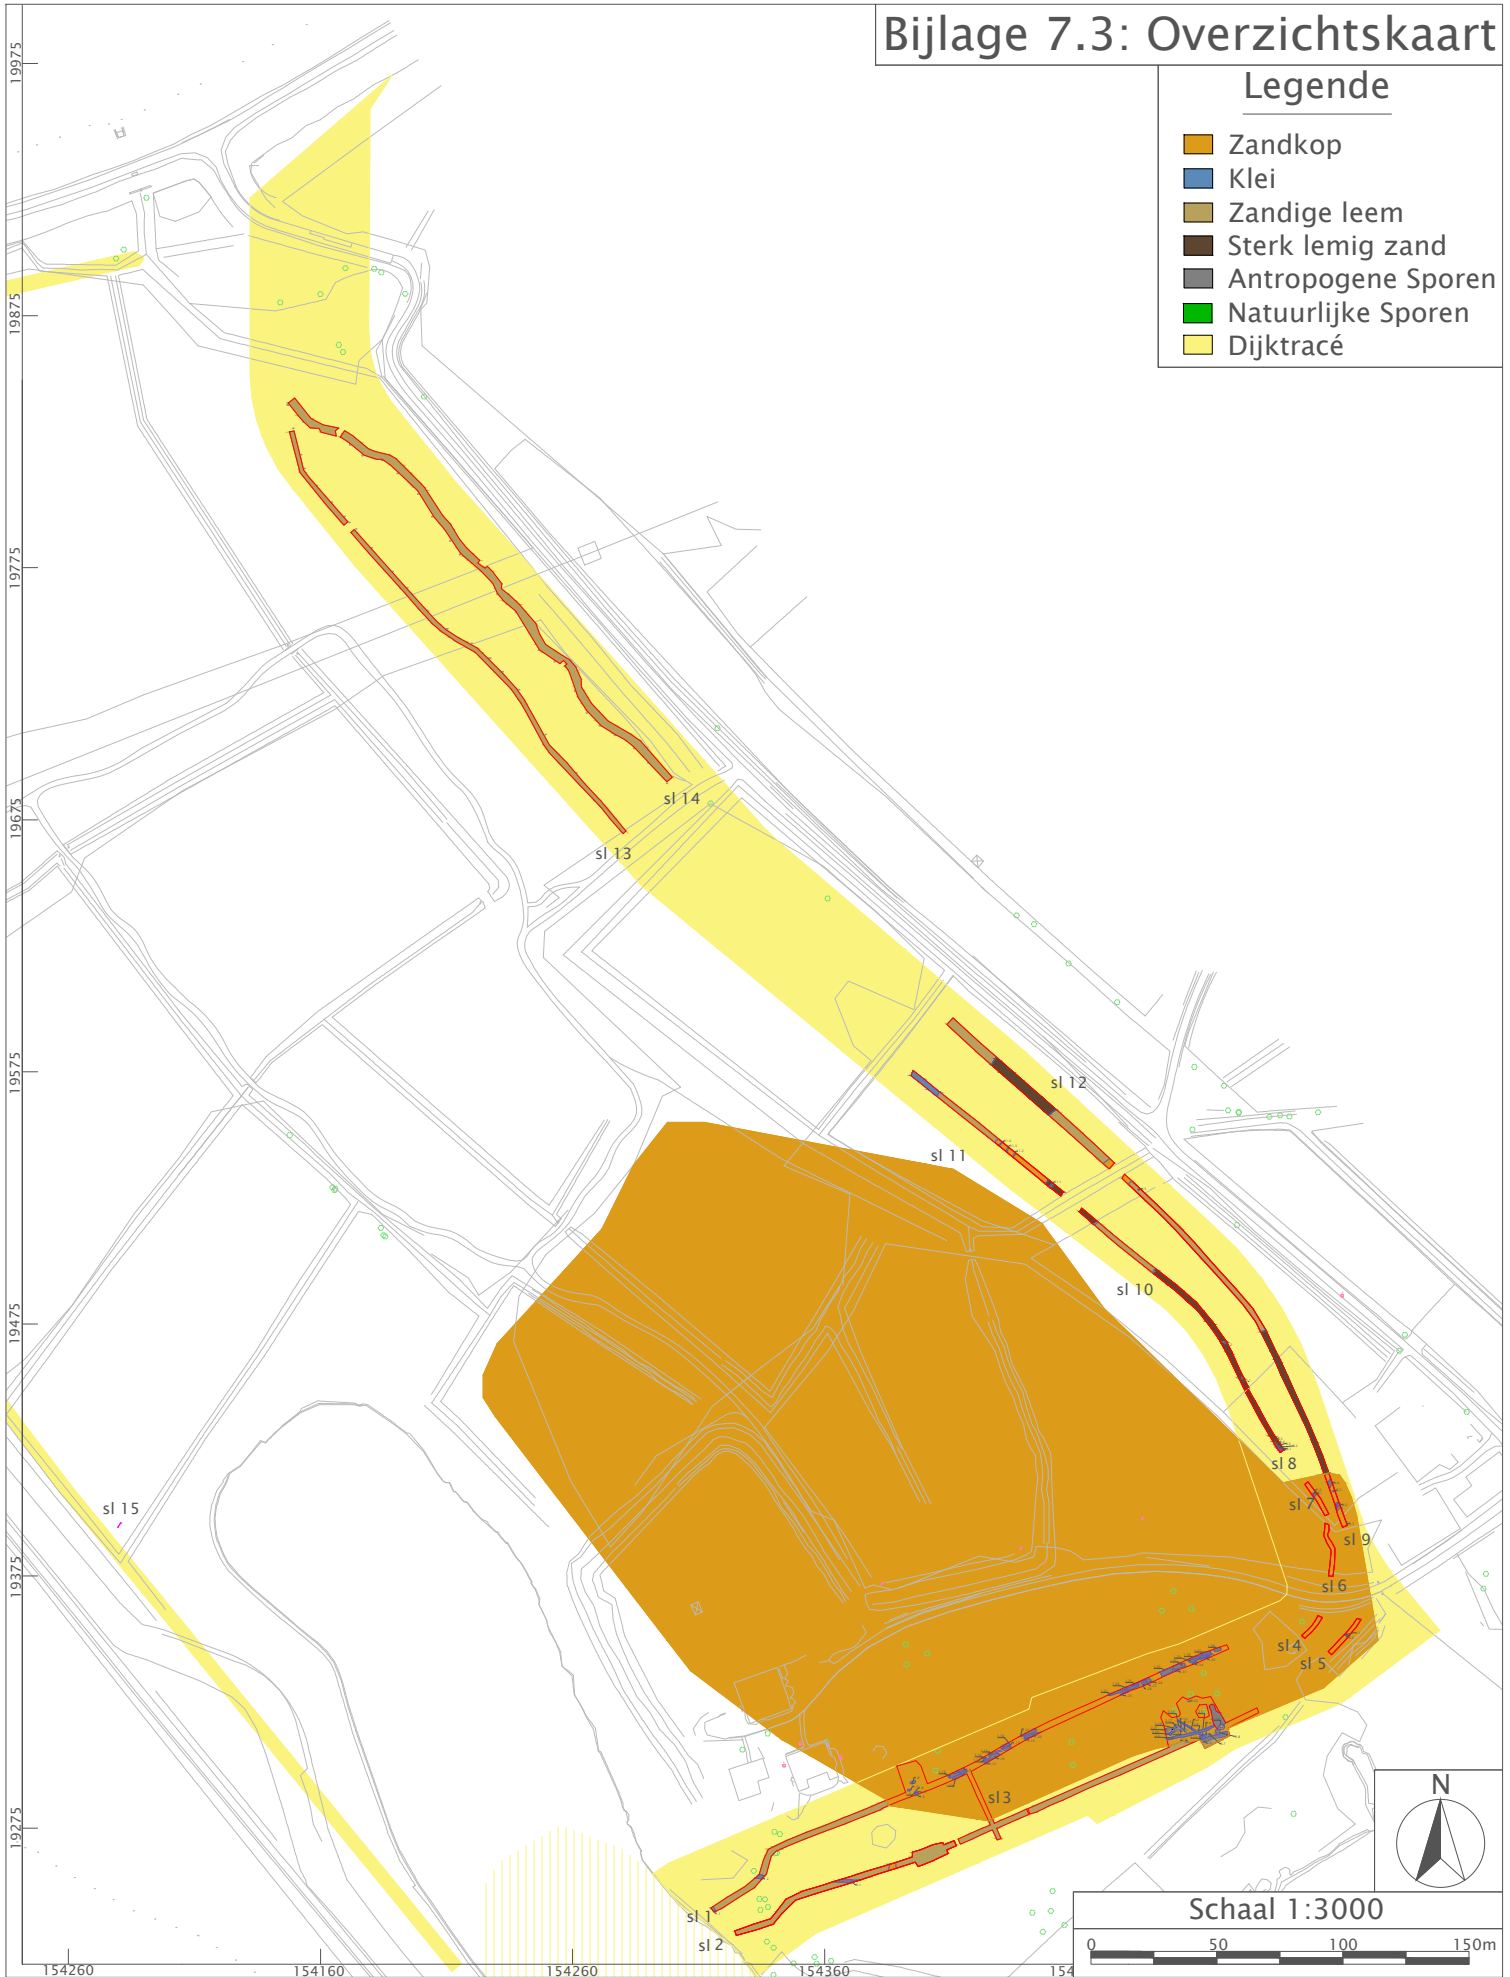 Bijlage 7.3: Overzichtskaart
Legende
Zandkop
Klei
Zandige leem
Sterk lemig zand
Antropogene Sporen
Natuurlijke Sporen
Dijktracé
19975
19875
19775
19675
19575
19475
19375
19275
sl 14
sl 13
sl 12
sl 11
sl 10
sl 8
sl 7
sl 9
sl 6
sl 15
sl 4
sl 5
sl 3
sl 1
sl 2
N
Schaal 1:3000
0 50 100 150m
154260 154160 154260 154360 154